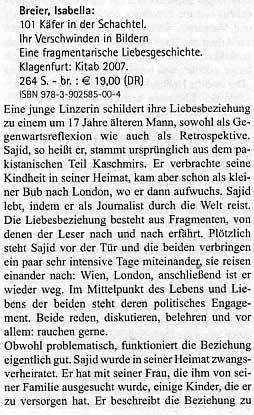 Breier, Isabella:
101 Käfer in der Schachtel.
Ihr Verschwinden in Bildern
Eine fragmentarische Liebesgeschichte.
Klagenfurt: Kitab 2007.
264 S. - br. : € 19,00 (DR)
ISBN 978-3-902585-00-4
Eine junge Linzerin schildert ihre Liebesbeziehung
zu einem um 17 Jahre älteren Mann, sowohl als Ge-
genwartsreflexion wie auch als Retrospektive.
Sajid, so heißt er, stammt ursprünglich aus dem pa-
kistanischen Teil Kaschmirs. Er verbrachte seine
Kindheit in seiner Heimat, kam aber schon als klei-
ner Bub nach London, wo er dann aufwuchs. Sajid
lebt, indem er als Journalist durch die Welt reist.
Die Liebesbeziehung besteht aus Fragmenten, von
denen der Leser nach und nach erfährt. Plötzlich
steht Sajid vor der Tür und die beiden verbringen
ein paar sehr intensive Tage miteinander, sie reisen
einander nach: Wien, London, anschließend ist er
wieder weg. Im Mittelpunkt des Lebens und Lie-
bens der beiden steht deren politisches Engage-
ment. Beide reden, diskutieren, belehren und vor
allem: rauchen gerne.
Obwohl problematisch, funktioniert die Beziehung
eigentlich gut. Sajid wurde in seiner Heimat zwangs-
verheiratet. Er hat mit seiner Frau, die ihm von sei-
ner Familie ausgesucht wurde, einige Kinder, die er
zu versorgen hat. Er beschreibt die Beziehung zu